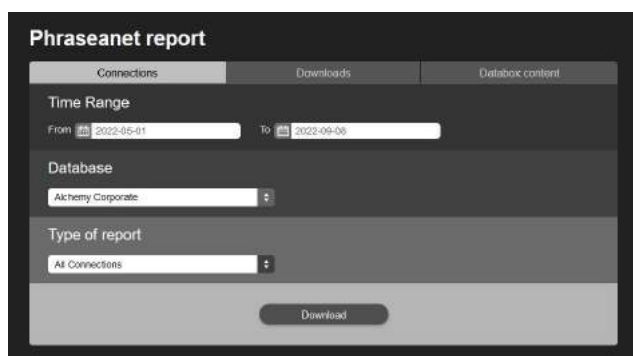 Phraseanet report
Connections Downloads Databox content
Time Range
From 2022-05-01 To 2022-09-08
Database
Alchemy Corporate
Type of report
All Connections
Download